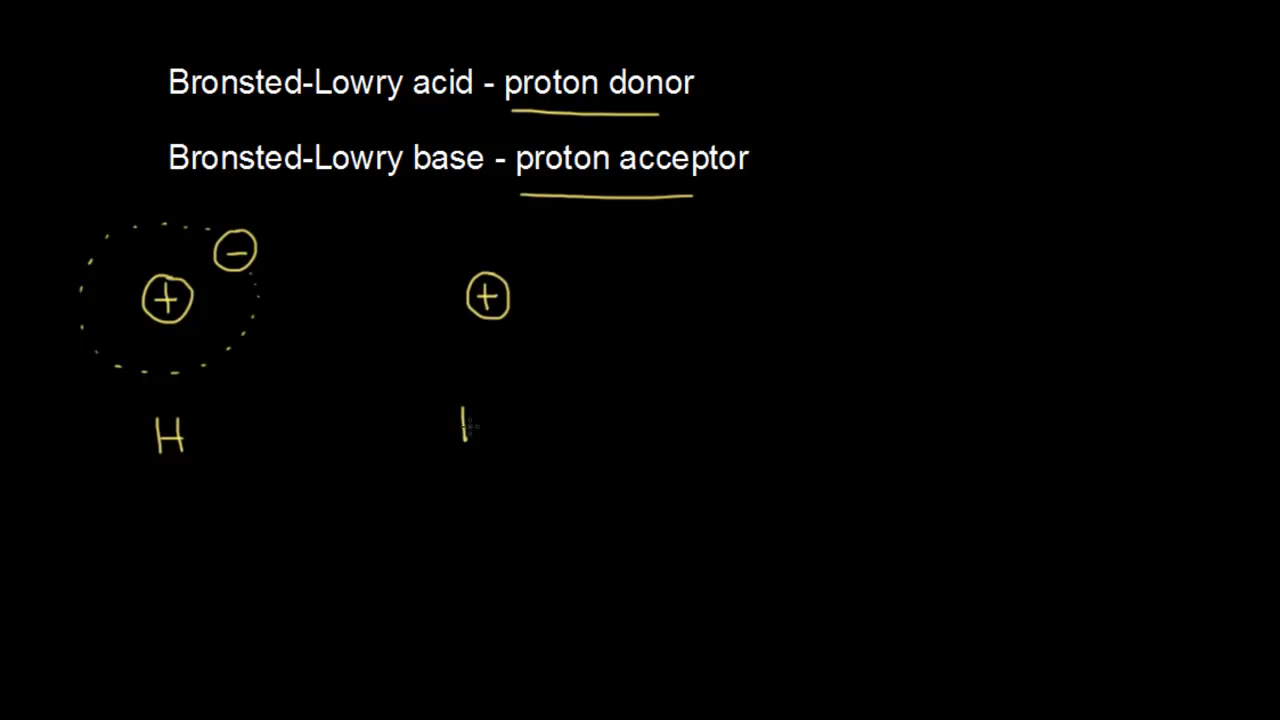 Bronsted-Lowry acid - proton donor
Bronsted-Lowry base - proton acceptor
−
+ +
H